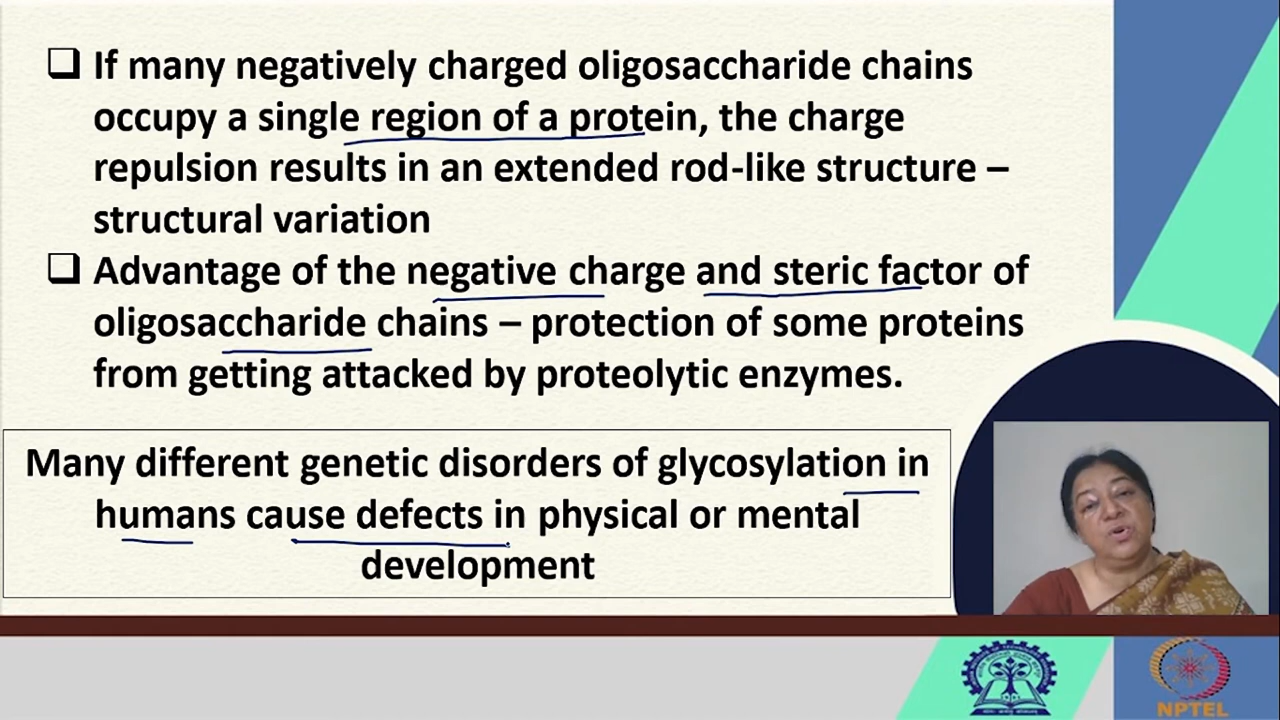 ❑ If many negatively charged oligosaccharide chains
occupy a single region of a protein, the charge
repulsion results in an extended rod-like structure –
structural variation
❑ Advantage of the negative charge and steric factor of
oligosaccharide chains – protection of some proteins
from getting attacked by proteolytic enzymes.
Many different genetic disorders of glycosylation in
humans cause defects in physical or mental
development
NPTEL